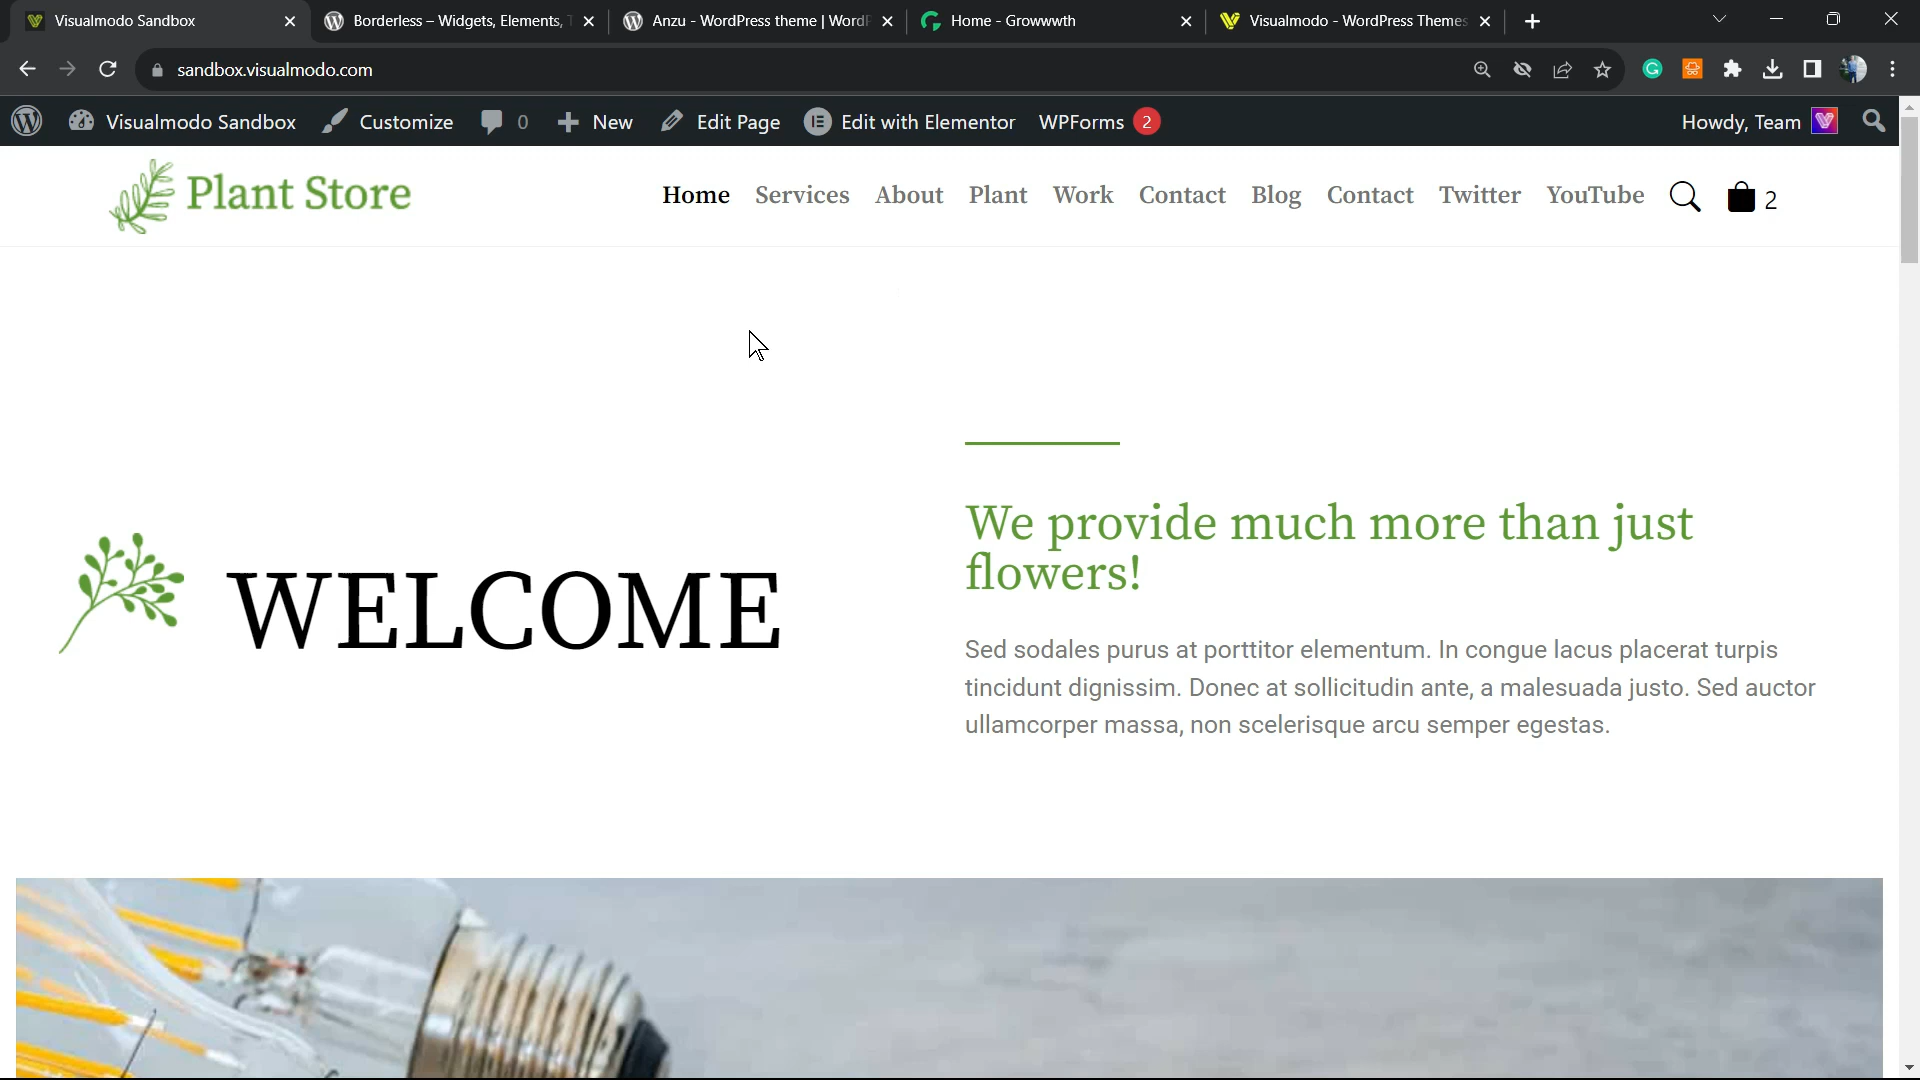 Visualmodo Sandbox
Borderless – Widgets, Elements,
Anzu - WordPress theme | Word
Home - Growwwth
Visualmodo - WordPress Themes
sandbox.visualmodo.com
Visualmodo Sandbox Customize 0 New Edit Page Edit with Elementor WPForms 2 Howdy, Team
Plant Store
Home Services About Plant Work Contact Blog Contact Twitter YouTube 2
WELCOME
We provide much more than just
flowers!
Sed sodales purus at porttitor elementum. In congue lacus placerat turpis
tincidunt dignissim. Donec at sollicitudin ante, a malesuada justo. Sed auctor
ullamcorper massa, non scelerisque arcu semper egestas.